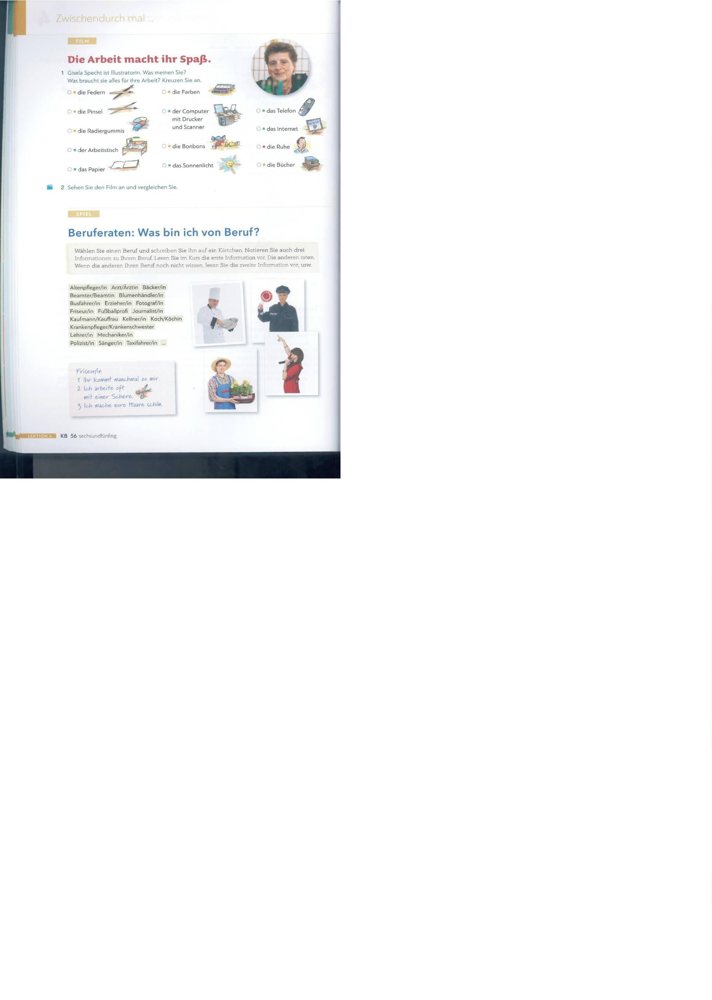 Zwischendurch mal ...
FILM
Die Arbeit macht ihr Spaß.
1 Gisela Specht ist Illustratorin. Was meinen Sie?
Was braucht sie alles für ihre Arbeit? Kreuzen Sie an.
die Federn
die Pinsel
die Radiergummis
der Arbeitstisch
das Papier
die Farben
der Computer
mit Drucker
und Scanner
die Bonbons
das Sonnenlicht
das Telefon
das Internet
WWW
@
die Ruhe
die Bücher
2 Sehen Sie den Film an und vergleichen Sie.
SPIEL
Beruferaten: Was bin ich von Beruf?
Wählen Sie einen Beruf und schreiben Sie ihn auf ein Kärtchen. Notieren Sie auch drei
Informationen zu Ihrem Beruf. Lesen Sie im Kurs die erste Information vor. Die anderen raten.
Wenn die anderen Ihren Beruf noch nicht wissen, lesen Sie die zweite Information vor, usw.
Altenpfleger/in Arzt/Ärztin Bäcker/in
Beamter/Beamtin Blumenhändler/in
Busfahrer/in Erzieher/in Fotograf/in
Friseur/in Fußballprofi Journalist/in
Kaufmann/Kauffrau Kellner/in Koch/Köchin
Krankenpfleger/Krankenschwester
Lehrer/in Mechaniker/in
Polizist/in Sänger/in Taxifahrer/in ...
POLIZEI
Friseur/in
1 Ihr kommt manchmal zu mir.
2 Ich arbeite oft
mit einer Schere.
3 Ich mache eure Haare schön.
LEKTION 4 KB 56 sechsundfünfzig